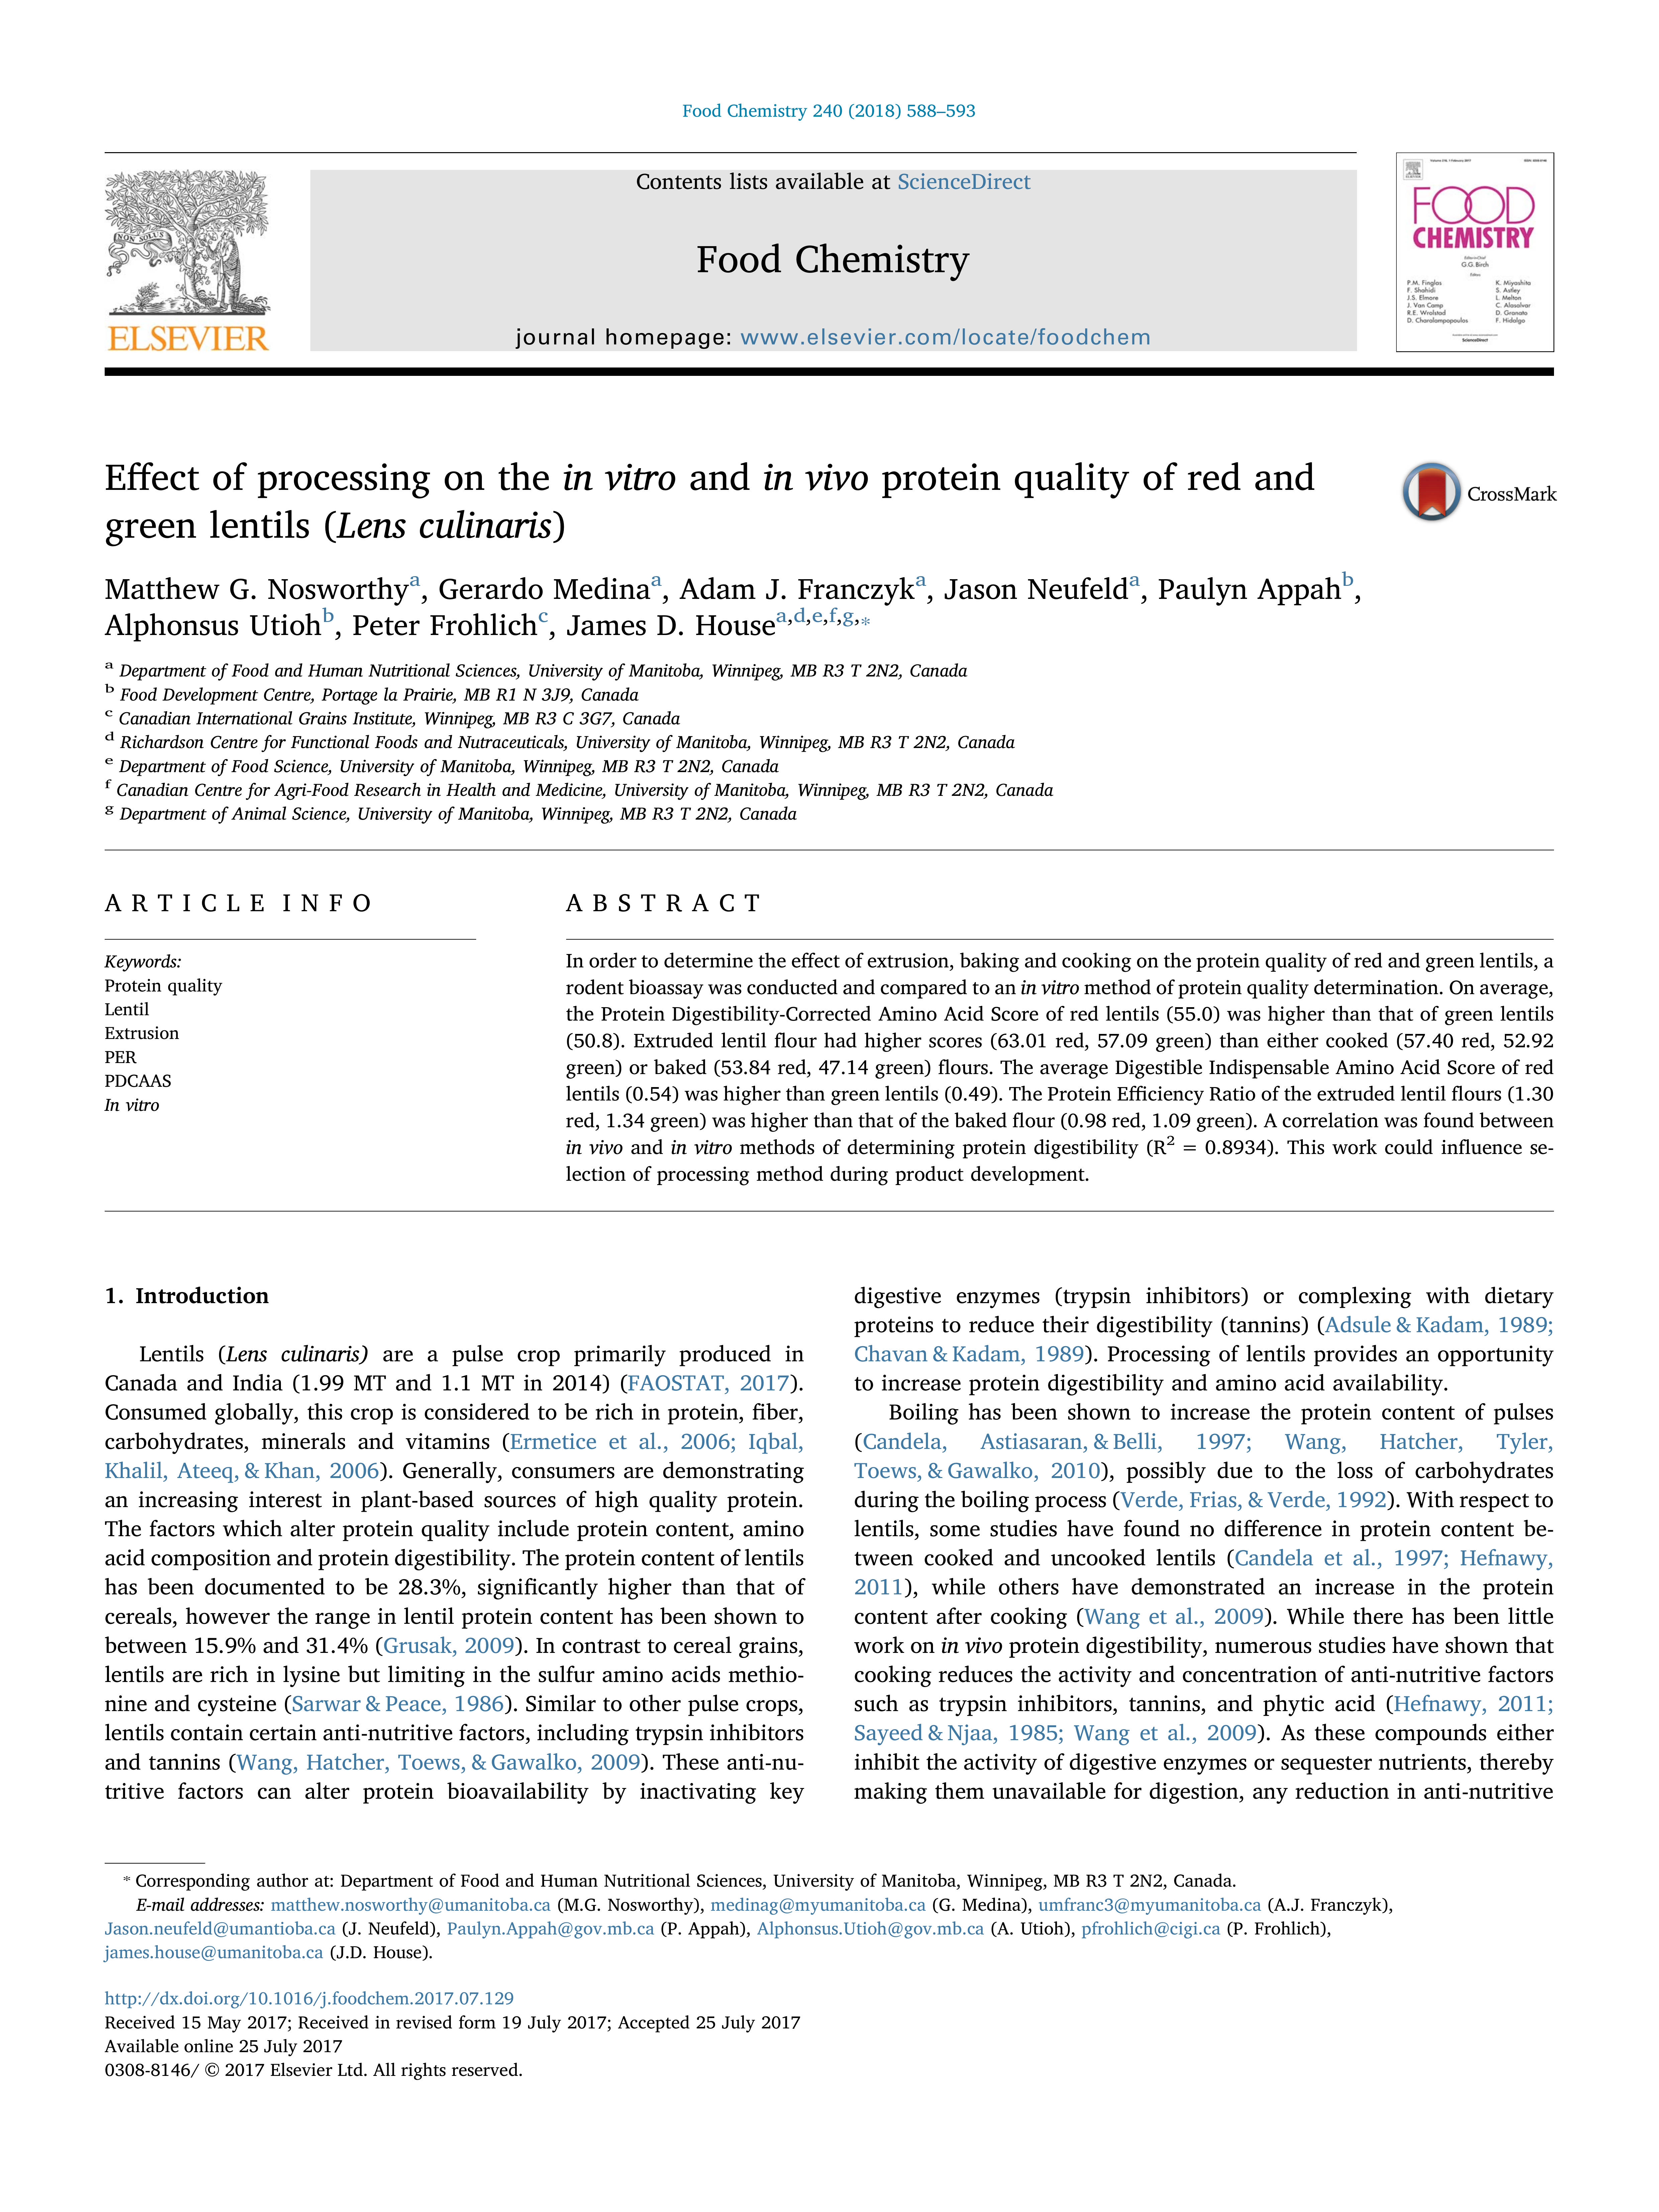 Food Chemistry 240 (2018) 588–593
Contents lists available at ScienceDirect
Food Chemistry
journal homepage: www.elsevier.com/locate/foodchem
NON SOLUS
ELSEVIER
FOOD
CHEMISTRY
G.G. Birch
P.M. Finglas
F. Shahidi
J.S. Elmore
J. Van Camp
R.E. Wrolstad
D. Charalampopoulos
K. Miyashita
S. Astley
L. Melton
C. Alasalvar
D. Granato
F. Hidalgo
ScienceDirect
Effect of processing on the in vitro and in vivo protein quality of red and
green lentils (Lens culinaris)
CrossMark
Matthew G. Nosworthya, Gerardo Medinaa, Adam J. Franczyka, Jason Neufelda, Paulyn Appahb,
Alphonsus Utiohb, Peter Frohlichc, James D. Housea,d,e,f,g,⁎
a Department of Food and Human Nutritional Sciences, University of Manitoba, Winnipeg, MB R3 T 2N2, Canada
b Food Development Centre, Portage la Prairie, MB R1 N 3J9, Canada
c Canadian International Grains Institute, Winnipeg, MB R3 C 3G7, Canada
d Richardson Centre for Functional Foods and Nutraceuticals, University of Manitoba, Winnipeg, MB R3 T 2N2, Canada
e Department of Food Science, University of Manitoba, Winnipeg, MB R3 T 2N2, Canada
f Canadian Centre for Agri-Food Research in Health and Medicine, University of Manitoba, Winnipeg, MB R3 T 2N2, Canada
g Department of Animal Science, University of Manitoba, Winnipeg, MB R3 T 2N2, Canada
ARTICLE INFO
Keywords:
Protein quality
Lentil
Extrusion
PER
PDCAAS
In vitro
ABSTRACT
In order to determine the effect of extrusion, baking and cooking on the protein quality of red and green lentils, a
rodent bioassay was conducted and compared to an in vitro method of protein quality determination. On average,
the Protein Digestibility-Corrected Amino Acid Score of red lentils (55.0) was higher than that of green lentils
(50.8). Extruded lentil flour had higher scores (63.01 red, 57.09 green) than either cooked (57.40 red, 52.92
green) or baked (53.84 red, 47.14 green) flours. The average Digestible Indispensable Amino Acid Score of red
lentils (0.54) was higher than green lentils (0.49). The Protein Efficiency Ratio of the extruded lentil flours (1.30
red, 1.34 green) was higher than that of the baked flour (0.98 red, 1.09 green). A correlation was found between
in vivo and in vitro methods of determining protein digestibility (R2 = 0.8934). This work could influence se-
lection of processing method during product development.
1. Introduction
Lentils (Lens culinaris) are a pulse crop primarily produced in
Canada and India (1.99 MT and 1.1 MT in 2014) (FAOSTAT, 2017).
Consumed globally, this crop is considered to be rich in protein, fiber,
carbohydrates, minerals and vitamins (Ermetice et al., 2006; Iqbal,
Khalil, Ateeq, & Khan, 2006). Generally, consumers are demonstrating
an increasing interest in plant-based sources of high quality protein.
The factors which alter protein quality include protein content, amino
acid composition and protein digestibility. The protein content of lentils
has been documented to be 28.3%, significantly higher than that of
cereals, however the range in lentil protein content has been shown to
between 15.9% and 31.4% (Grusak, 2009). In contrast to cereal grains,
lentils are rich in lysine but limiting in the sulfur amino acids methio-
nine and cysteine (Sarwar & Peace, 1986). Similar to other pulse crops,
lentils contain certain anti-nutritive factors, including trypsin inhibitors
and tannins (Wang, Hatcher, Toews, & Gawalko, 2009). These anti-nu-
tritive factors can alter protein bioavailability by inactivating key
digestive enzymes (trypsin inhibitors) or complexing with dietary
proteins to reduce their digestibility (tannins) (Adsule & Kadam, 1989;
Chavan & Kadam, 1989). Processing of lentils provides an opportunity
to increase protein digestibility and amino acid availability.
Boiling has been shown to increase the protein content of pulses
(Candela, Astiasaran, & Belli, 1997; Wang, Hatcher, Tyler,
Toews, & Gawalko, 2010), possibly due to the loss of carbohydrates
during the boiling process (Verde, Frias, & Verde, 1992). With respect to
lentils, some studies have found no difference in protein content be-
tween cooked and uncooked lentils (Candela et al., 1997; Hefnawy,
2011), while others have demonstrated an increase in the protein
content after cooking (Wang et al., 2009). While there has been little
work on in vivo protein digestibility, numerous studies have shown that
cooking reduces the activity and concentration of anti-nutritive factors
such as trypsin inhibitors, tannins, and phytic acid (Hefnawy, 2011;
Sayeed & Njaa, 1985; Wang et al., 2009). As these compounds either
inhibit the activity of digestive enzymes or sequester nutrients, thereby
making them unavailable for digestion, any reduction in anti-nutritive
⁎ Corresponding author at: Department of Food and Human Nutritional Sciences, University of Manitoba, Winnipeg, MB R3 T 2N2, Canada.
E-mail addresses: matthew.nosworthy@umanitoba.ca (M.G. Nosworthy), medinag@myumanitoba.ca (G. Medina), umfranc3@myumanitoba.ca (A.J. Franczyk),
Jason.neufeld@umantioba.ca (J. Neufeld), Paulyn.Appah@gov.mb.ca (P. Appah), Alphonsus.Utioh@gov.mb.ca (A. Utioh), pfrohlich@cigi.ca (P. Frohlich),
james.house@umanitoba.ca (J.D. House).
http://dx.doi.org/10.1016/j.foodchem.2017.07.129
Received 15 May 2017; Received in revised form 19 July 2017; Accepted 25 July 2017
Available online 25 July 2017
0308-8146/ © 2017 Elsevier Ltd. All rights reserved.